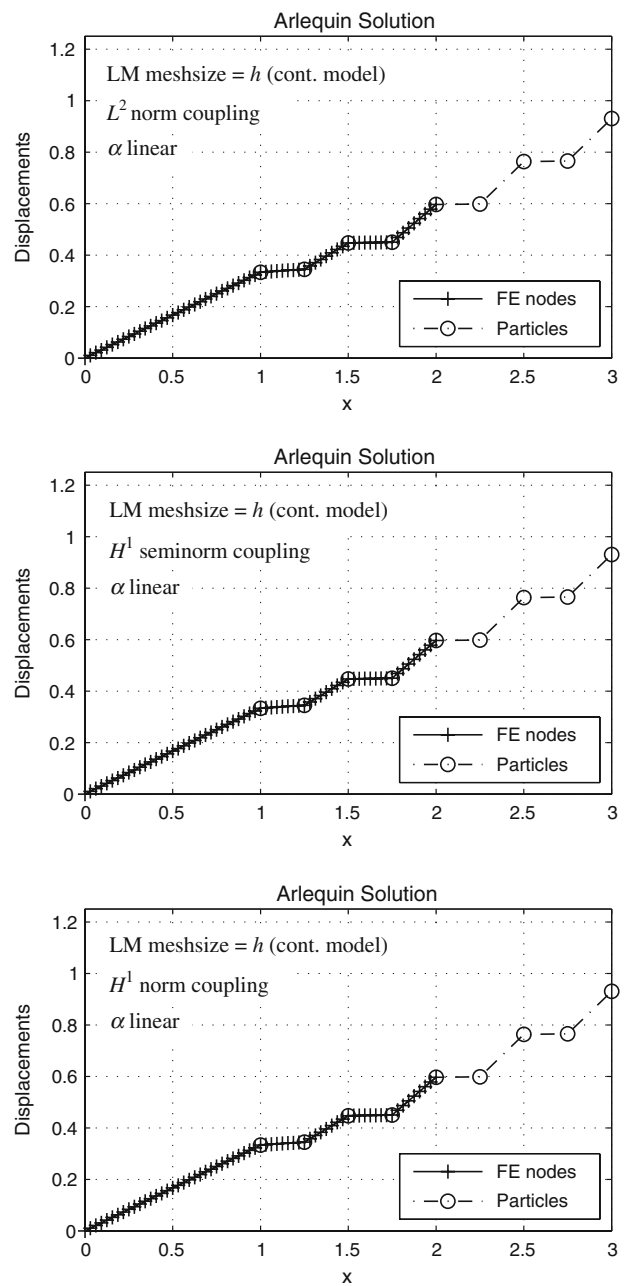 Arlequin Solution
1.2
LM meshsize = h (cont. model)
1
L² norm coupling
0.8
α linear
Displacements
0.6
0.4
0.2
0
FE nodes
Particles
0 0.5 1 1.5 2 2.5 3
x
Arlequin Solution
1.2
LM meshsize = h (cont. model)
1
H¹ seminorm coupling
0.8
α linear
Displacements
0.6
0.4
0.2
0
FE nodes
Particles
0 0.5 1 1.5 2 2.5 3
x
Arlequin Solution
1.2
LM meshsize = h (cont. model)
1
H¹ norm coupling
0.8
α linear
Displacements
0.6
0.4
0.2
0
FE nodes
Particles
0 0.5 1 1.5 2 2.5 3
x